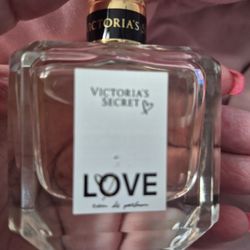 VICTORIA'S S
VICTORIA'S
SECRET
LOVE
eau de parfum